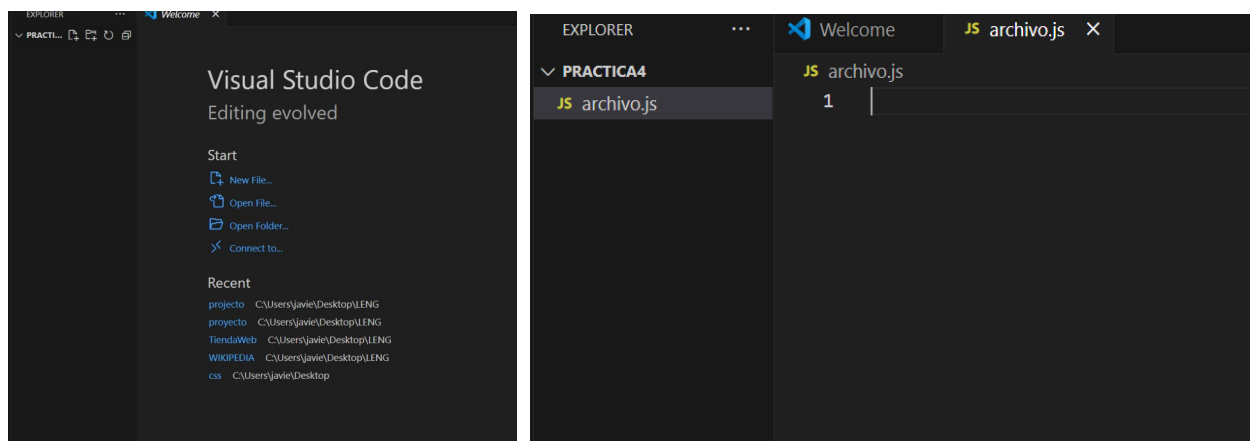 EXPLORER ... Welcome ×
PRACTI...
Visual Studio Code
Editing evolved
Start
New File...
Open File...
Open Folder...
Connect to...
Recent
projecto C:\Users\javie\Desktop\LENG
proyecto C:\Users\javie\Desktop\LENG
TiendaWeb C:\Users\javie\Desktop\LENG
WIKIPEDIA C:\Users\javie\Desktop\LENG
css C:\Users\javie\Desktop
EXPLORER ... Welcome JS archivo.js ×
PRACTICA4 JS archivo.js
JS archivo.js 1